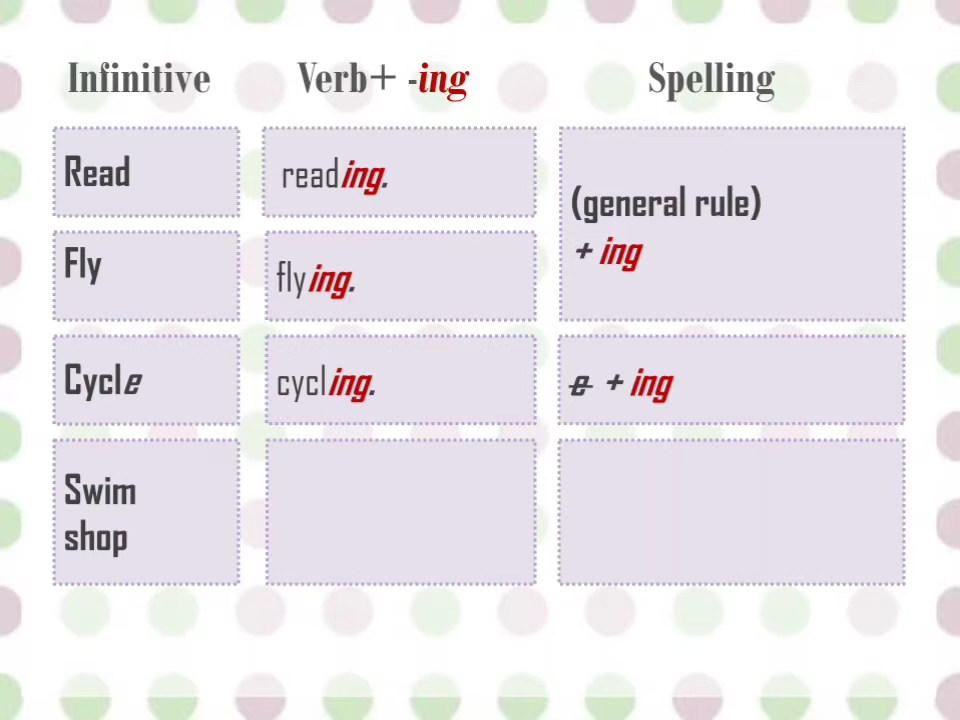 Infinitive Verb+ -ing Spelling
Read reading.
(general rule)
+ ing
Fly flying.
Cycle cycling. e + ing
Swim
shop